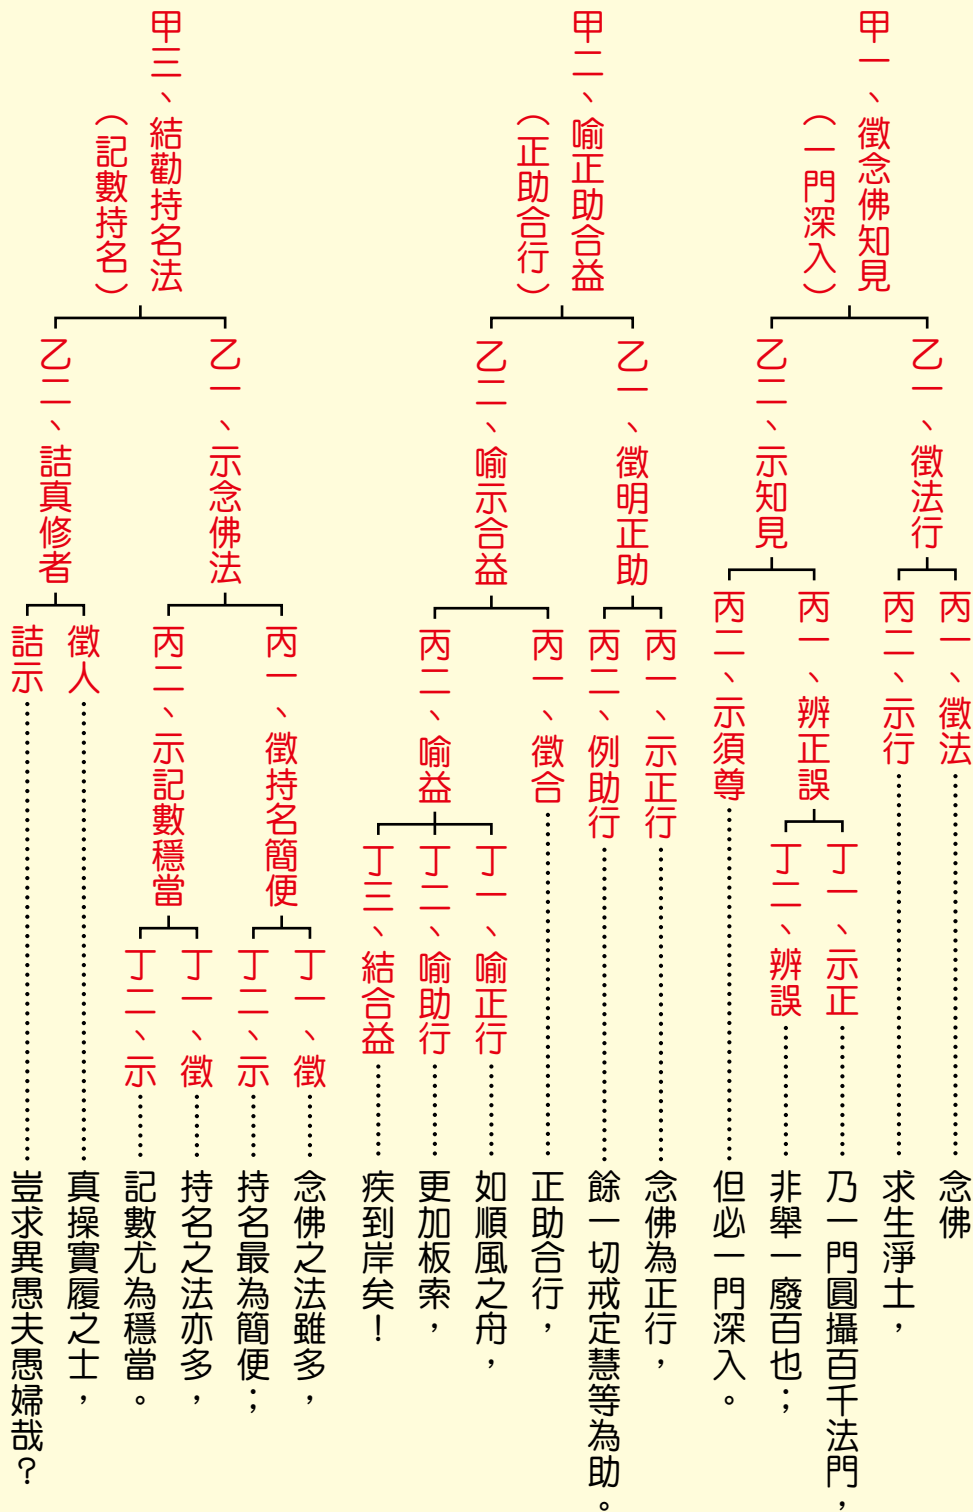 甲一、徵念佛知見
（一門深入）
乙一、徵法行
丙一、徵法
念佛
丙二、示行
求生淨土，
乙二、示知見
丙一、辨正誤
丁一、示正
乃一門圓攝百千法門，
丁二、辨誤
非舉一廢百也；
丙二、示須尊
但必一門深入。
甲二、喻正助合益
（正助合行）
乙一、徵明正助
丙一、示正行
念佛為正行，
丙二、例助行
餘一切戒定慧等為助。
乙二、喻示合益
丙一、徵合
正助合行，
丙二、喻益
丁一、喻正行
如順風之舟，
丁二、喻助行
更加板索，
丁三、結合益
疾到岸矣！
甲三、結勸持名法
（記數持名）
乙一、示念佛法
丙一、徵持名簡便
丁一、徵
念佛之法雖多，
丁二、示
持名最為簡便；
丙二、示記數穩當
丁一、徵
持名之法亦多，
丁二、示
記數尤為穩當。
乙二、詰真修者
徵人
真操實履之士，
詰示
豈求異愚夫愚婦哉？